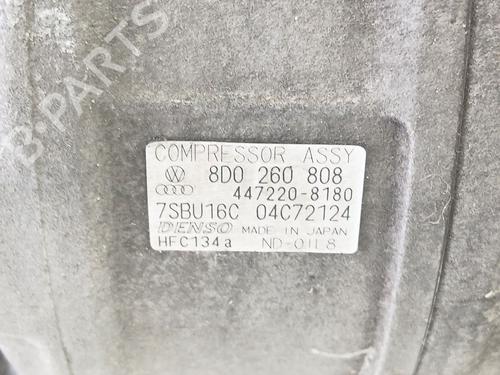 B-PARTS
COMPRESSOR ASSY
8D0 260 808
447220-8180
7SBU16C 04C72124
DENSO MADE IN JAPAN
HFC134a ND-OIL8